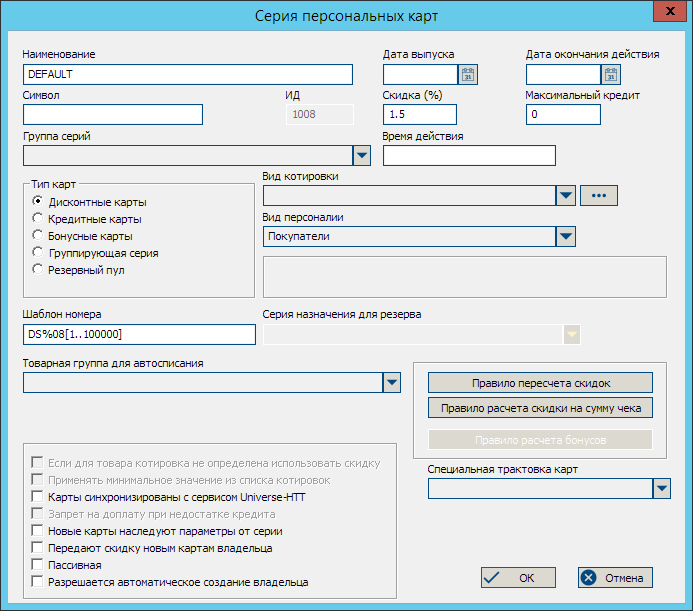 Серия персональных карт
Наименование
Дата выпуска
Дата окончания действия
DEFAULT
31
31
Символ
ИД
Скидка (%)
Максимальный кредит
1008
1.5
0
Группа серий
Время действия
Тип карт
Вид котировки
Дисконтные карты
Кредитные карты
Бонусные карты
Группирующая серия
Резервный пул
Вид персоналии
Покупатели
Шаблон номера
Серия назначения для резерва
DS%08[1..100000]
Товарная группа для автосписания
Правило пересчета скидок
Правило расчета скидки на сумму чека
Правило расчета бонусов
Если для товара котировка не определена использовать скидку
Применять минимальное значение из списка котировок
Карты синхронизированы с сервисом Universe-HTT
Запрет на доплату при недостатке кредита
Новые карты наследуют параметры от серии
Передают скидку новым картам владельца
Пассивная
Разрешается автоматическое создание владельца
Специальная трактовка карт
OK
Отмена